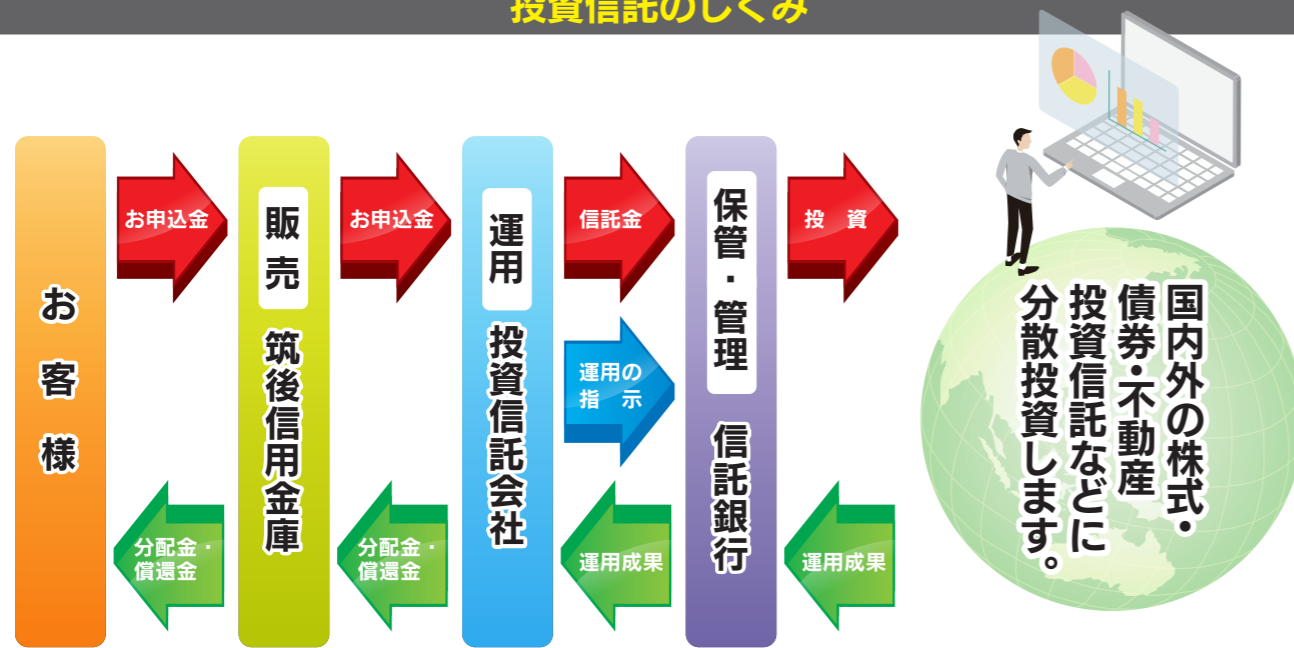 投資信託のしくみ
お客様
お申込金
分配金・
償還金
販売
筑後信用金庫
お申込金
分配金・
償還金
運用
投資信託会社
信託金
運用の
指示
運用成果
保管・管理
信託銀行
投資
運用成果
国内外の株式・
債券・不動産
投資信託などに
分散投資します。